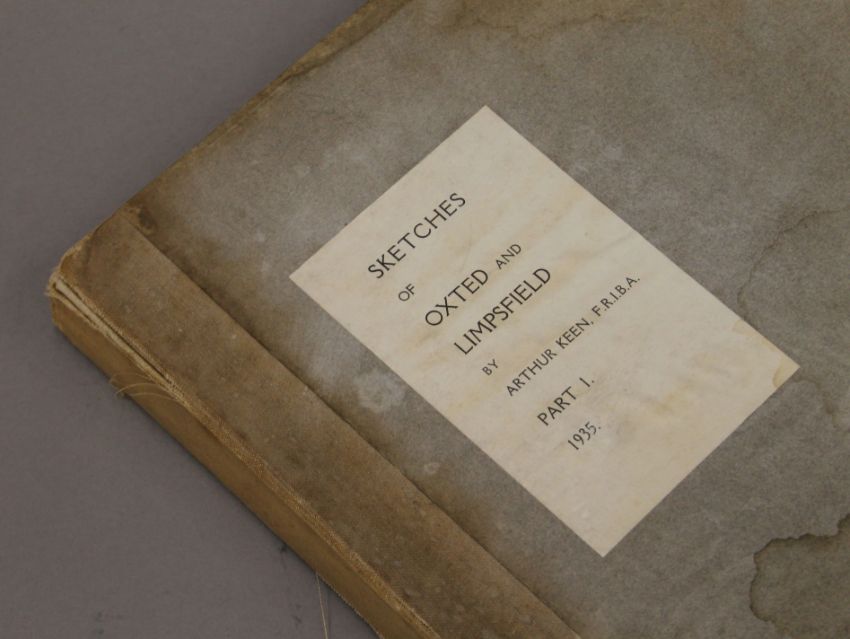 SKETCHES
OF
OXTED AND
LIMPSFIELD
BY
ARTHUR KEEN, F.R.I.B.A.
PART I.
1935.